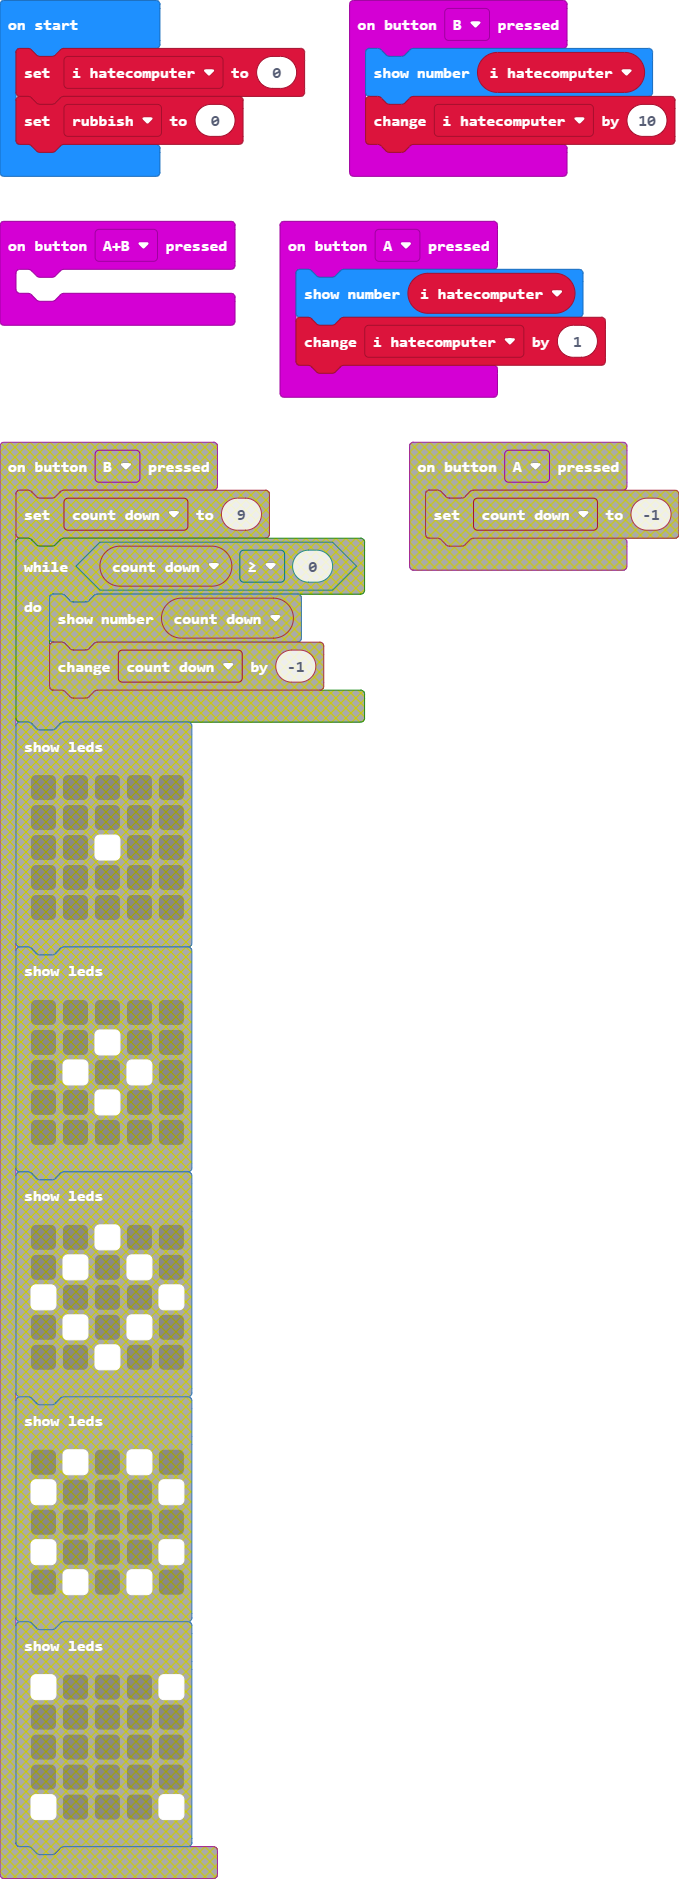 on start
set i hatecomputer to 0
set rubbish to 0
on button B pressed
show number i hatecomputer
change i hatecomputer by 10
on button A+B pressed
on button A pressed
show number i hatecomputer
change i hatecomputer by 1
on button B pressed
set count down to 9
while count down ≥ 0
do
show number count down
change count down by -1
show leds
show leds
show leds
show leds
show leds
on button A pressed
set count down to -1